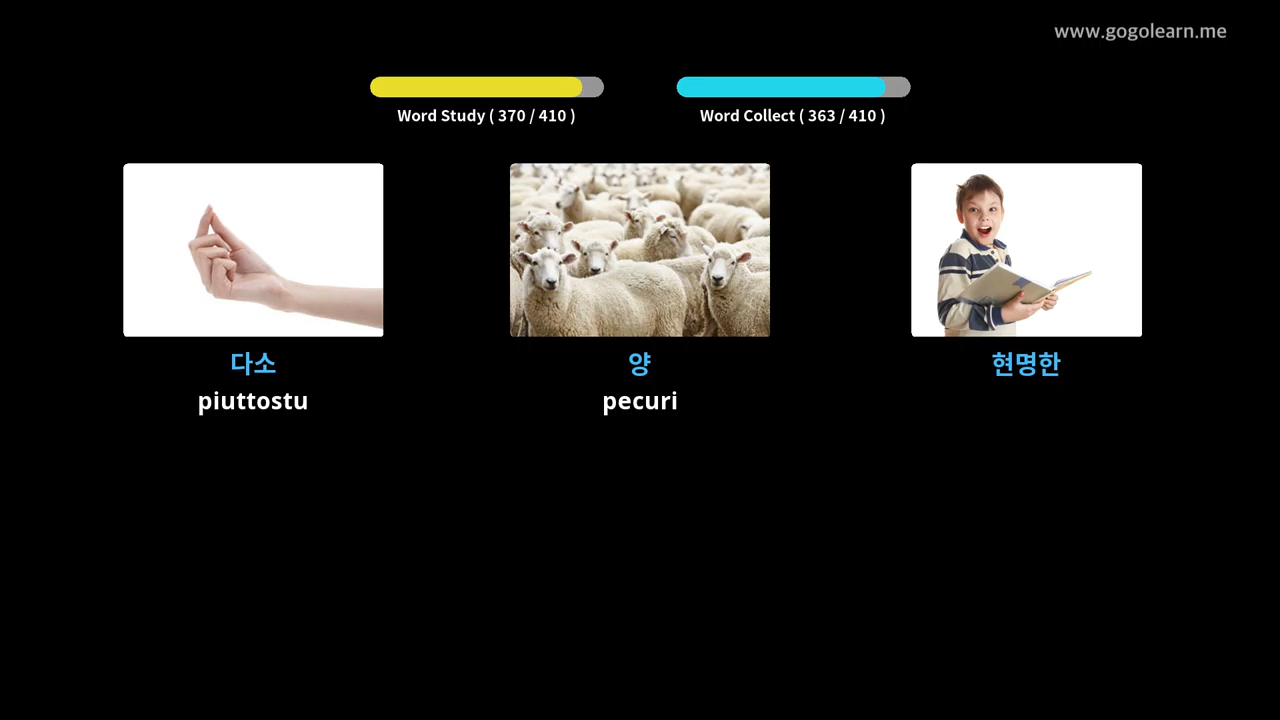 www.gogolearn.me
Word Study ( 370 / 410 )
Word Collect ( 363 / 410 )
다소
양
현명한
piuttostu
pecuri